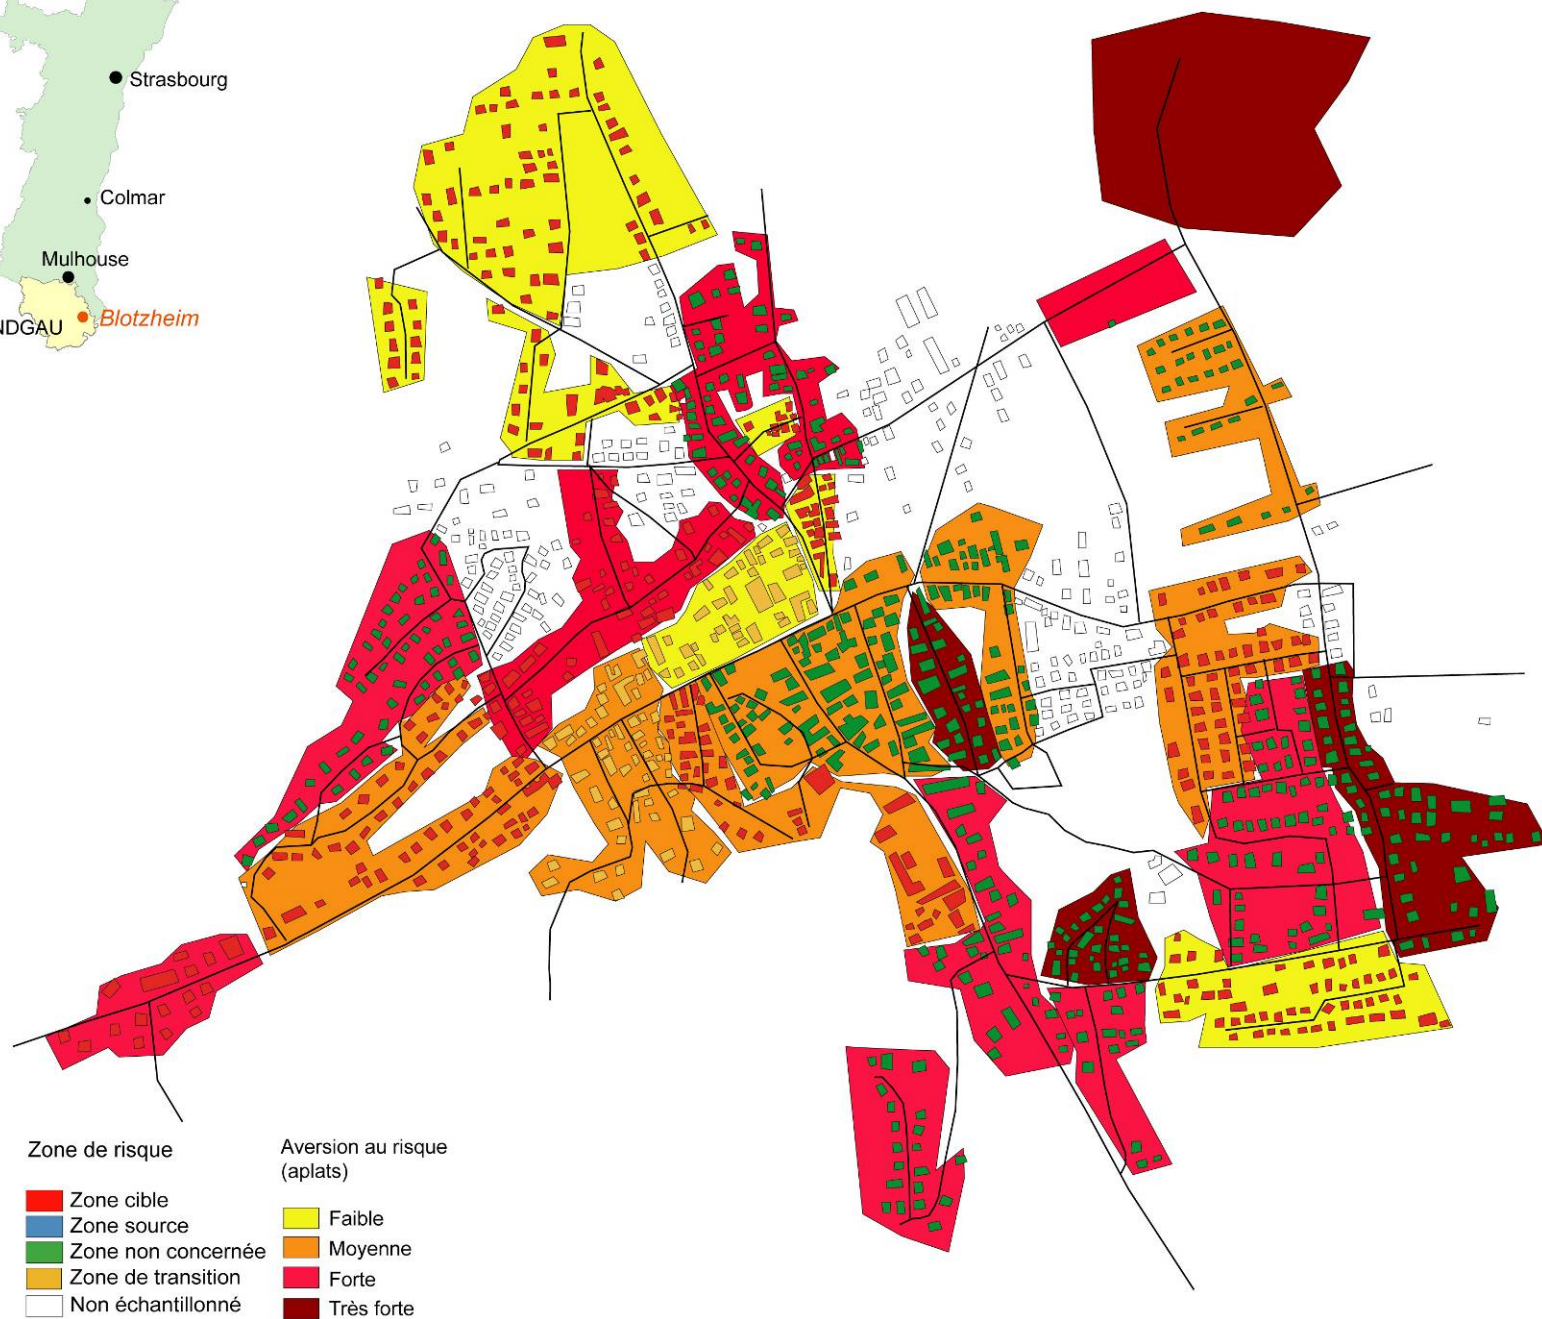 Strasbourg
Colmar
Mulhouse
Blotzheim
NDGAU
Zone de risque
Zone cible
Zone source
Zone non concernée
Zone de transition
Non échantillonné
Aversion au risque
(aplats)
Faible
Moyenne
Forte
Très forte